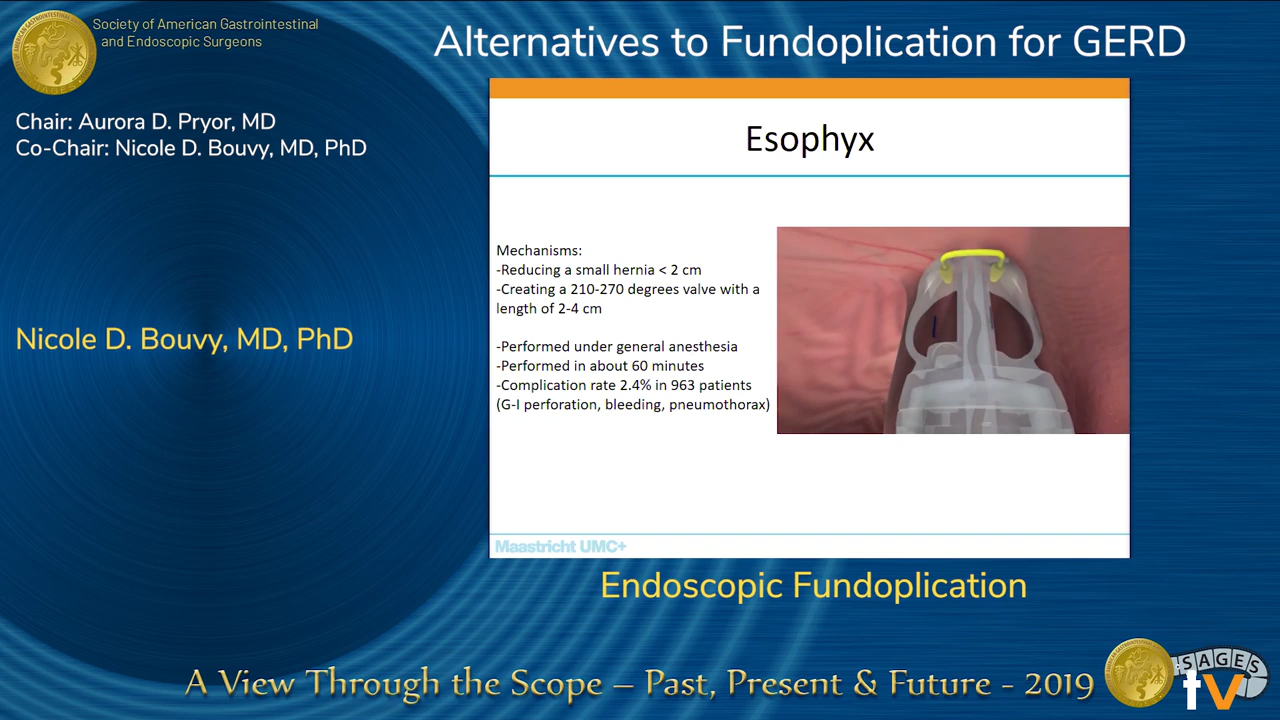 Society of American Gastrointestinal
and Endoscopic Surgeons
Alternatives to Fundoplication for GERD
Chair: Aurora D. Pryor, MD
Co-Chair: Nicole D. Bouvy, MD, PhD
Nicole D. Bouvy, MD, PhD
Esophyx
Mechanisms:
-Reducing a small hernia < 2 cm
-Creating a 210-270 degrees valve with a
length of 2-4 cm
-Performed under general anesthesia
-Performed in about 60 minutes
-Complication rate 2.4% in 963 patients
(G-I perforation, bleeding, pneumothorax)
Maastricht UMC+
Endoscopic Fundoplication
A View Through the Scope – Past, Present & Future - 2019
SAGES
tv